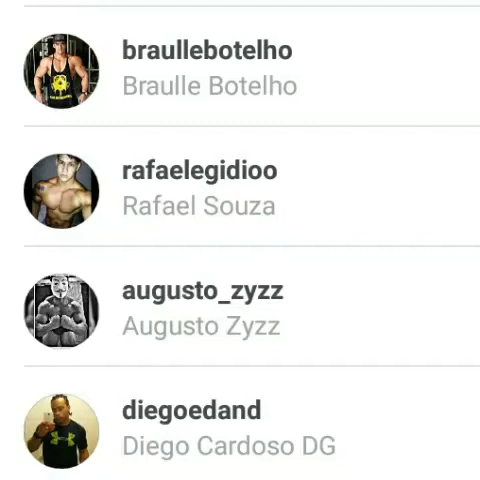 braullebotelho
Braulle Botelho
rafaelegidioo
Rafael Souza
augusto_zyzz
Augusto Zyzz
diegoedand
Diego Cardoso DG